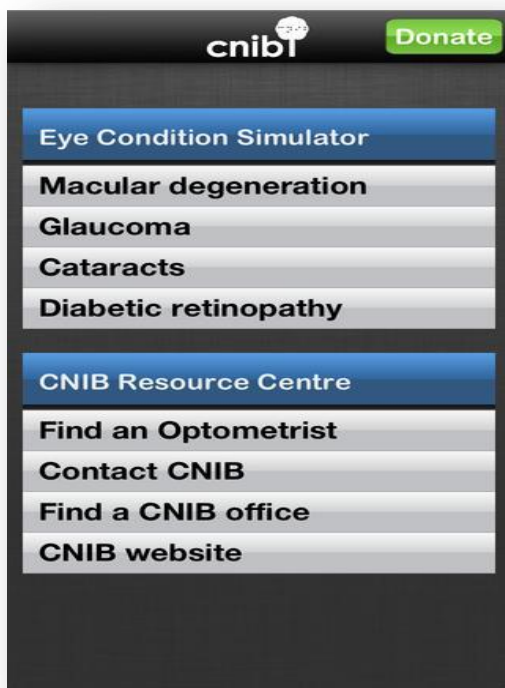 cnib
Donate
Eye Condition Simulator
Macular degeneration
Glaucoma
Cataracts
Diabetic retinopathy
CNIB Resource Centre
Find an Optometrist
Contact CNIB
Find a CNIB office
CNIB website